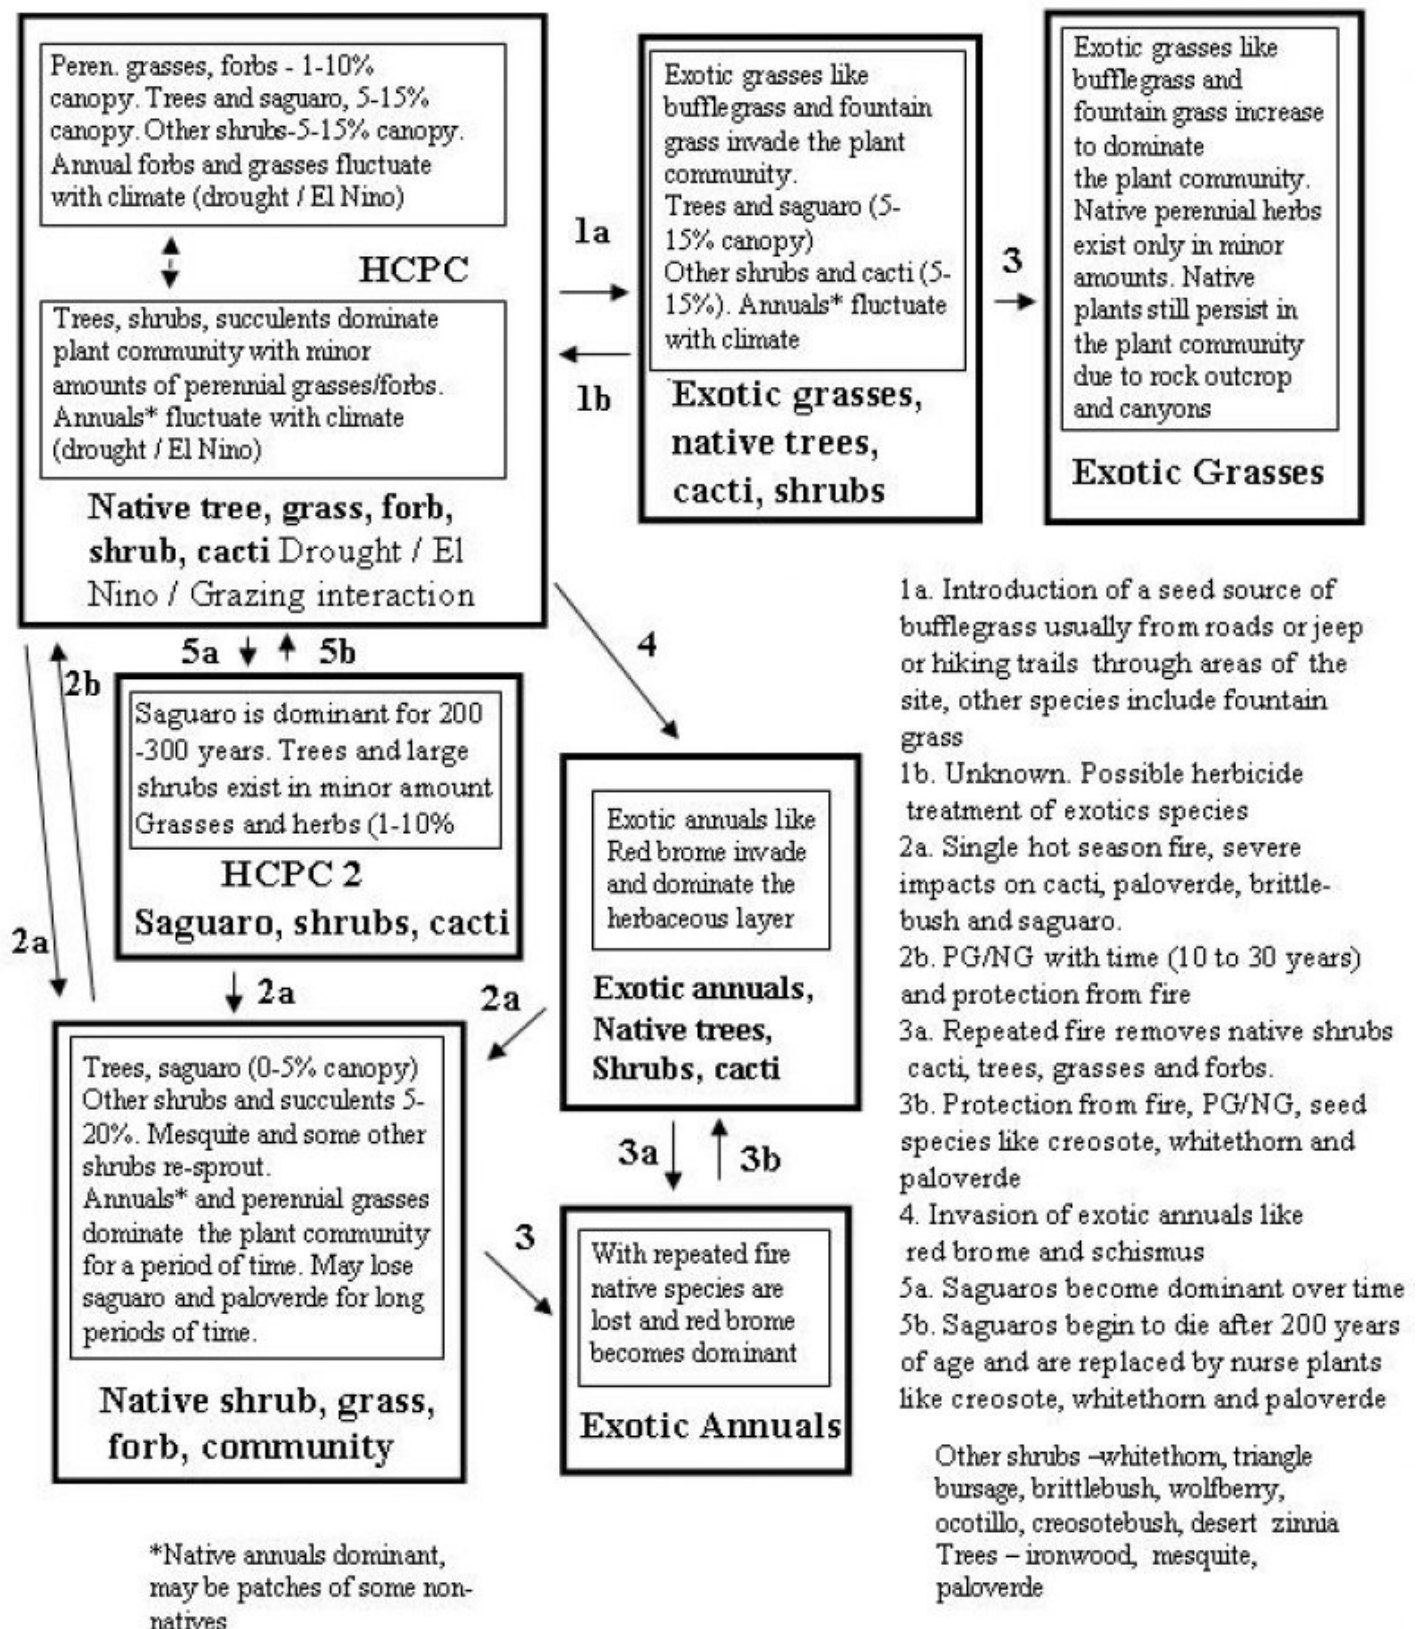 Peren. grasses, forbs - 1-10%
canopy. Trees and saguaro, 5-15%
canopy. Other shrubs-5-15% canopy.
Annual forbs and grasses fluctuate
with climate (drought / El Nino)
HCPC
Trees, shrubs, succulents dominate
plant community with minor
amounts of perennial grasses/forbs.
Annuals* fluctuate with climate
(drought / El Nino)
Native tree, grass, forb,
shrub, cacti Drought / El
Nino / Grazing interaction
1a
1b
Exotic grasses like
bufflegrass and fountain
grass invade the plant
community.
Trees and saguaro (5-
15% canopy)
Other shrubs and cacti (5-
15%). Annuals* fluctuate
with climate
Exotic grasses,
native trees,
cacti, shrubs
3
Exotic grasses like
bufflegrass and
fountain grass increase
to dominate
the plant community.
Native perennial herbs
exist only in minor
amounts. Native
plants still persist in
the plant community
due to rock outcrop
and canyons
Exotic Grasses
5a
5b
2b
4
2a
Saguaro is dominant for 200
-300 years. Trees and large
shrubs exist in minor amount
Grasses and herbs (1-10%
HCPC 2
Saguaro, shrubs, cacti
2a
2a
Exotic annuals like
Red brome invade
and dominate the
herbaceous layer
Exotic annuals,
Native trees,
Shrubs, cacti
Trees, saguaro (0-5% canopy)
Other shrubs and succulents 5-
20%. Mesquite and some other
shrubs re-sprout.
Annuals* and perennial grasses
dominate the plant community
for a period of time. May lose
saguaro and paloverde for long
periods of time.
Native shrub, grass,
forb, community
3
3a
3b
With repeated fire
native species are
lost and red brome
becomes dominant
Exotic Annuals
1a. Introduction of a seed source of
bufflegrass usually from roads or jeep
or hiking trails through areas of the
site, other species include fountain
grass
1b. Unknown. Possible herbicide
treatment of exotics species
2a. Single hot season fire, severe
impacts on cacti, paloverde, brittle-
bush and saguaro.
2b. PG/NG with time (10 to 30 years)
and protection from fire
3a. Repeated fire removes native shrubs
cacti, trees, grasses and forbs.
3b. Protection from fire, PG/NG, seed
species like creosote, whitethorn and
paloverde
4. Invasion of exotic annuals like
red brome and schismus
5a. Saguaros become dominant over time
5b. Saguaros begin to die after 200 years
of age and are replaced by nurse plants
like creosote, whitethorn and paloverde
Other shrubs –whitethorn, triangle
bursage, brittlebush, wolfberry,
ocotillo, creosotebush, desert zinnia
Trees – ironwood, mesquite,
paloverde
*Native annuals dominant,
may be patches of some non-
natives